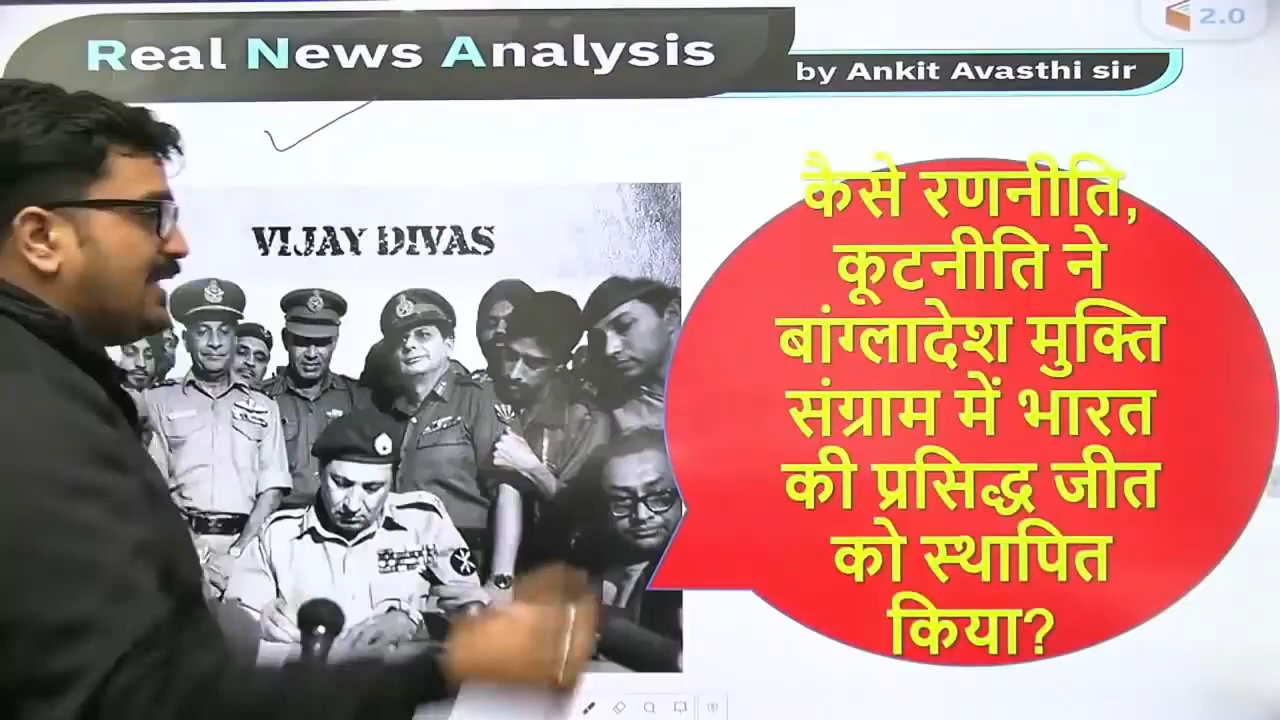 Real News Analysis
by Ankit Avasthi sir
2.0
VIJAY DIVAS
कैसे रणनीति,
कूटनीति ने
बांग्लादेश मुक्ति
संग्राम में भारत
की प्रसिद्ध जीत
को स्थापित
किया?